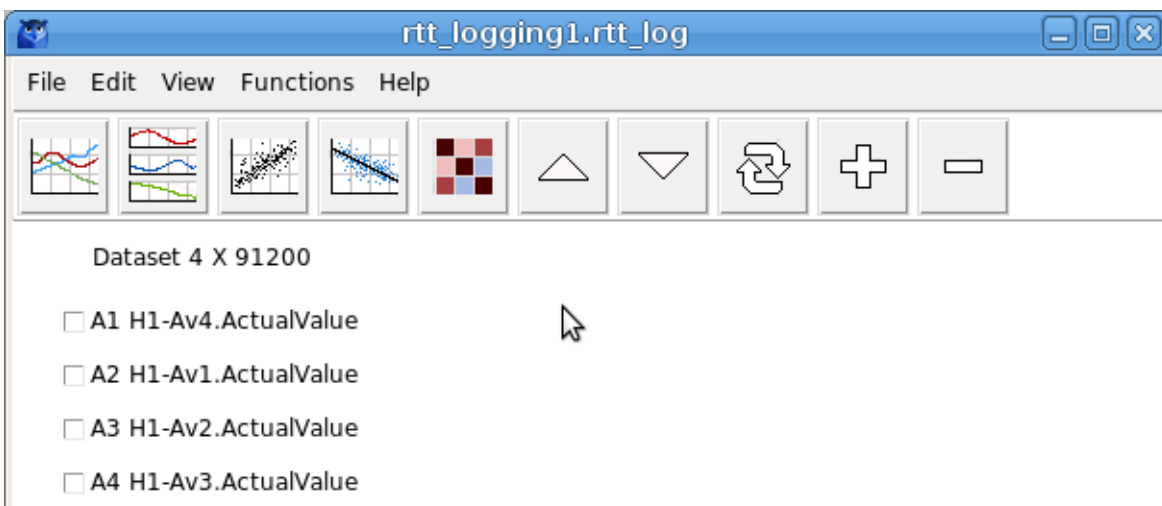 rtt_logging1.rtt_log
File Edit View Functions Help
Dataset 4 X 91200
A1 H1-Av4.ActualValue
A2 H1-Av1.ActualValue
A3 H1-Av2.ActualValue
A4 H1-Av3.ActualValue